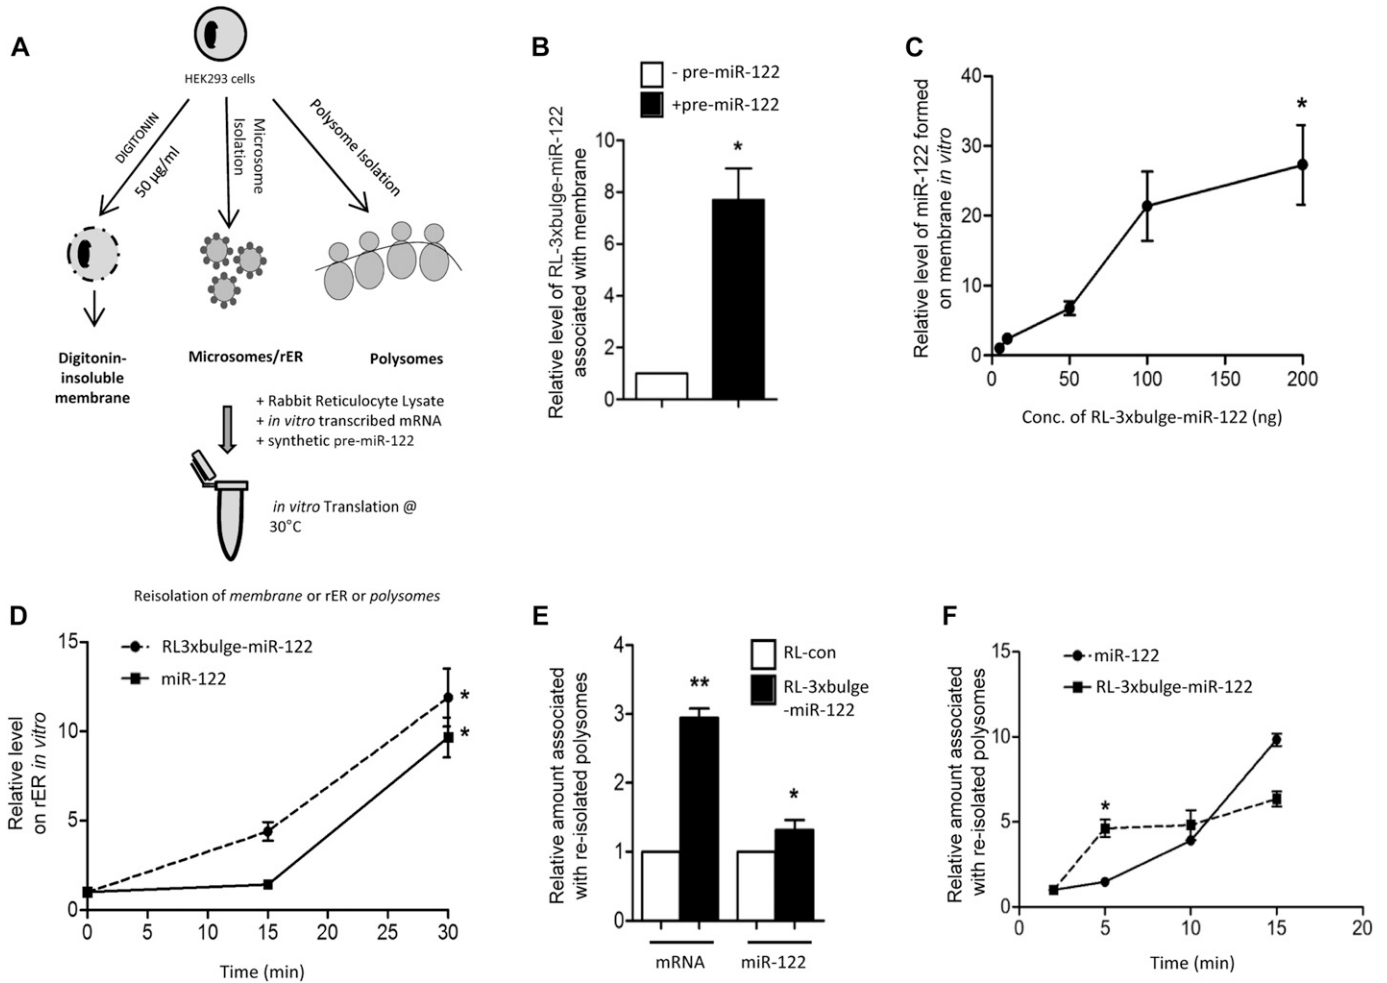 A
HEK293 cells
DIGITONIN
50 µg/ml
Microsome
Isolation
Polysome Isolation
Digitonin-
insoluble
membrane
Microsomes/rER
Polysomes
+ Rabbit Reticulocyte Lysate
+ in vitro transcribed mRNA
+ synthetic pre-miR-122
in vitro Translation @
30°C
Reisolation of membrane or rER or polysomes
B
- pre-miR-122
+pre-miR-122
Relative level of RL-3xbulge-miR-122
associated with membrane
10
8
6
4
2
0
*
C
Relative level of miR-122 formed
on membrane in vitro
40
30
20
10
0
*
0 50 100 150 200
Conc. of RL-3xbulge-miR-122 (ng)
D
RL3xbulge-miR-122
miR-122
Relative level
on rER in vitro
15
10
5
0
*
*
0 5 10 15 20 25 30
Time (min)
E
RL-con
RL-3xbulge
-miR-122
Relative amount associated
with re-isolated polysomes
4
3
2
1
0
**
*
mRNA miR-122
F
miR-122
RL-3xbulge-miR-122
Relative amount associated
with re-isolated polysomes
15
10
5
0
*
0 5 10 15 20
Time (min)